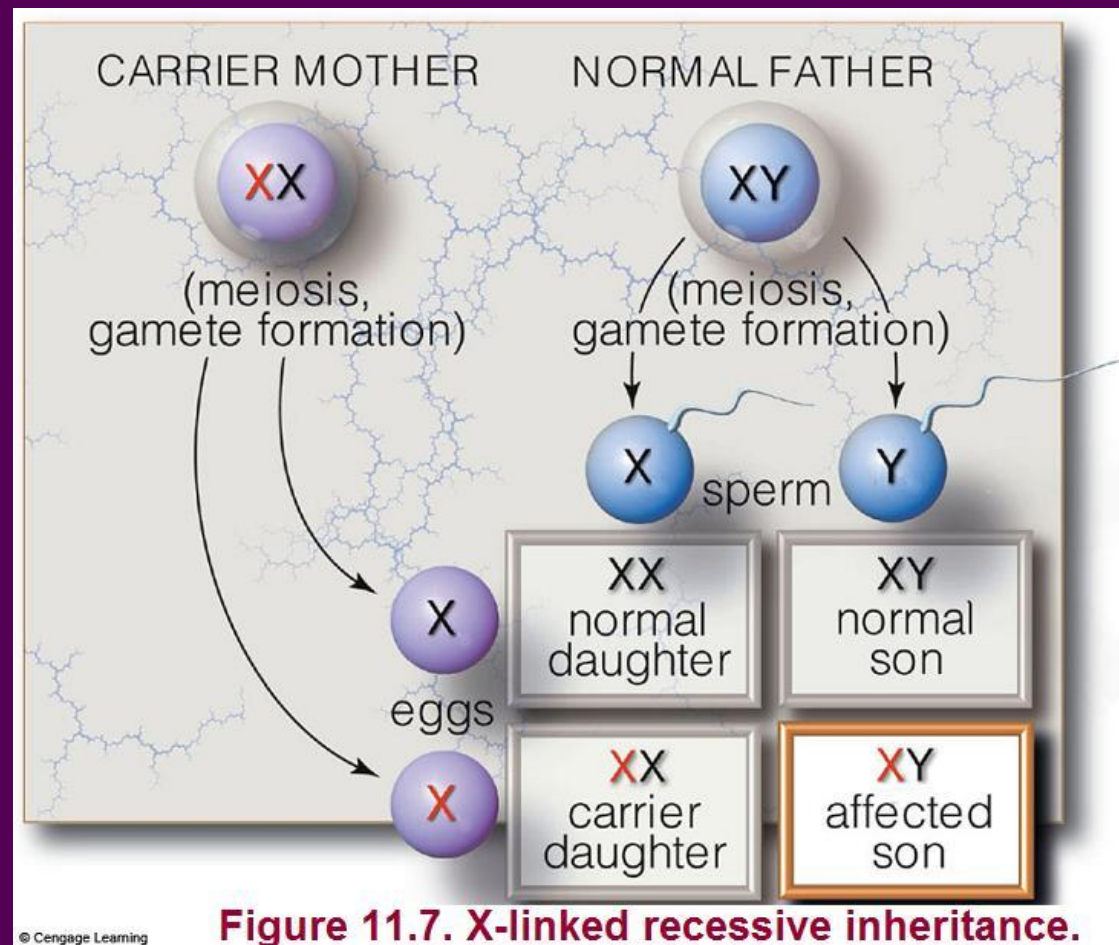 CARRIER MOTHER
NORMAL FATHER
XX
XY
(meiosis,
gamete formation)
(meiosis,
gamete formation)
X
sperm
Y
X
XX
normal
daughter
XY
normal
son
eggs
X
XX
carrier
daughter
XY
affected
son
© Cengage Learning
Figure 11.7. X-linked recessive inheritance.